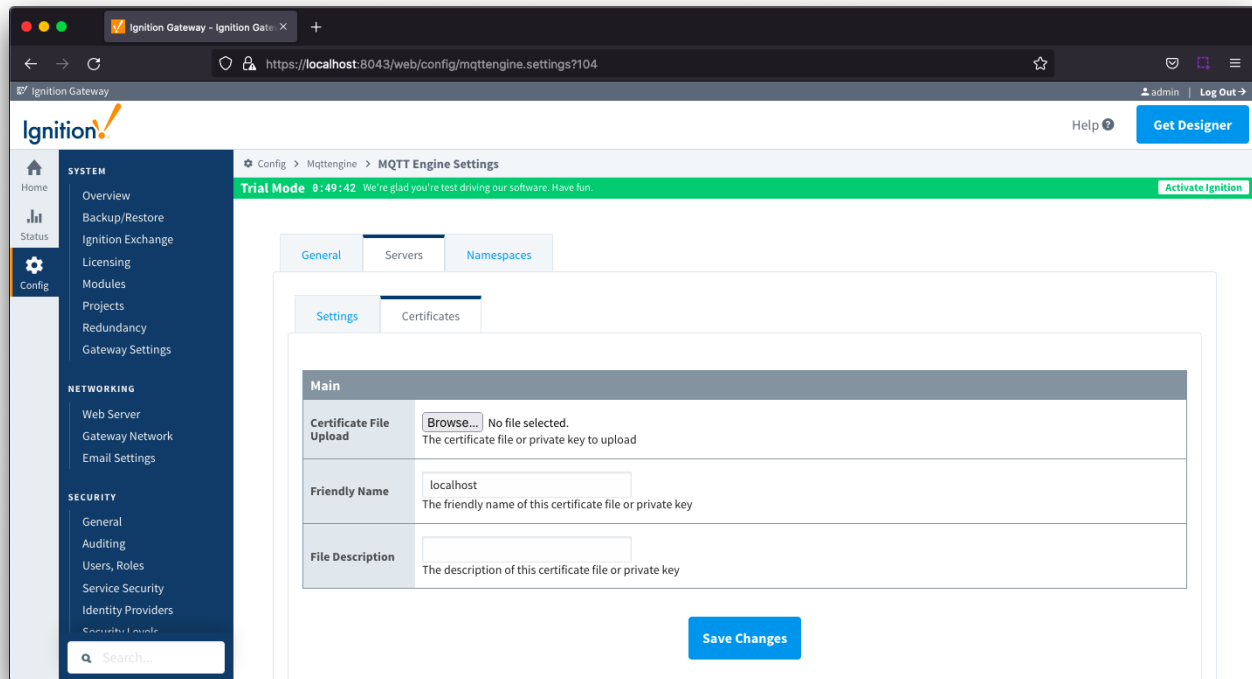 Ignition Gateway - Ignition Gate
https://localhost:8043/web/config/mqttengine.settings?104
Ignition Gateway
admin | Log Out
Ignition!
Help
Get Designer
Home
Status
Config
SYSTEM
Overview
Backup/Restore
Ignition Exchange
Licensing
Modules
Projects
Redundancy
Gateway Settings
NETWORKING
Web Server
Gateway Network
Email Settings
SECURITY
General
Auditing
Users, Roles
Service Security
Identity Providers
Security Levels
Search...
Config > Mqttengine > MQTT Engine Settings
Trial Mode 0:49:42 We're glad you're test driving our software. Have fun.
Activate Ignition
General
Servers
Namespaces
Settings
Certificates
Main
Certificate File
Upload
Browse... No file selected.
The certificate file or private key to upload
Friendly Name
localhost
The friendly name of this certificate file or private key
File Description
The description of this certificate file or private key
Save Changes